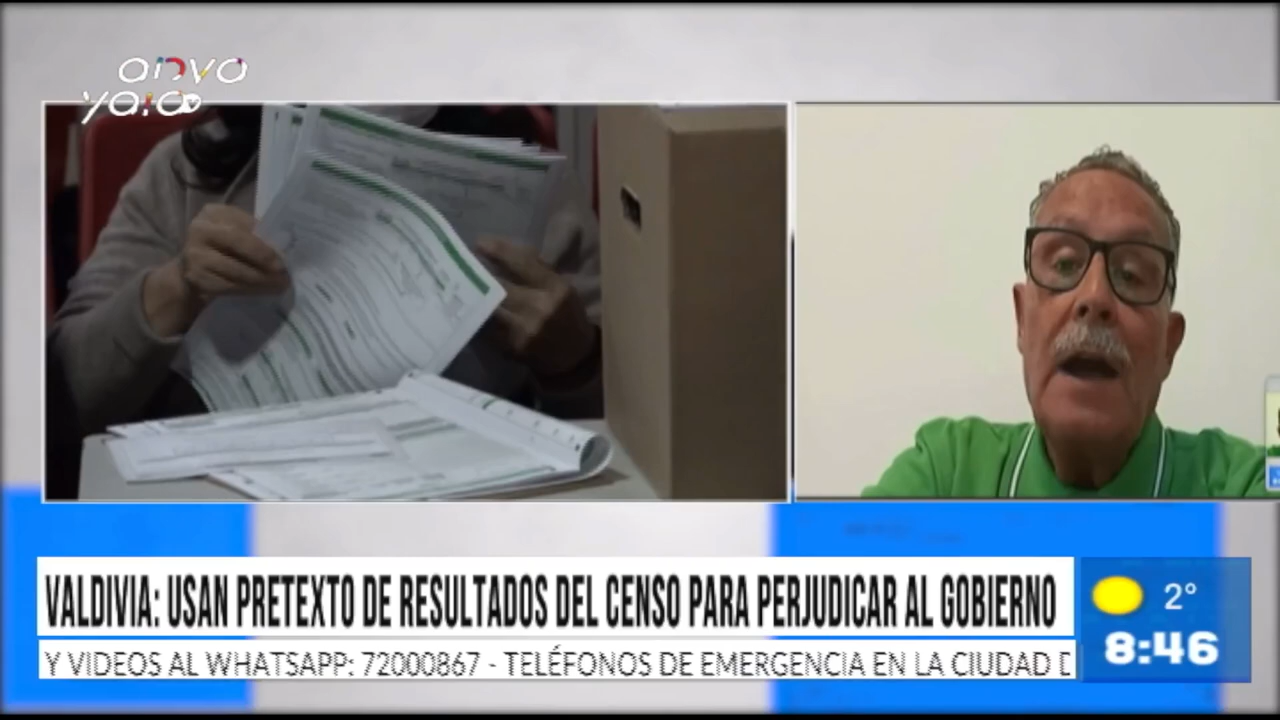 VALDIVIA: USAN PRETEXTO DE RESULTADOS DEL CENSO PARA PERJUDICAR AL GOBIERNO
2°
Y VIDEOS AL WHATSAPP: 72000867 - TELÉFONOS DE EMERGENCIA EN LA CIUDAD D
8:46